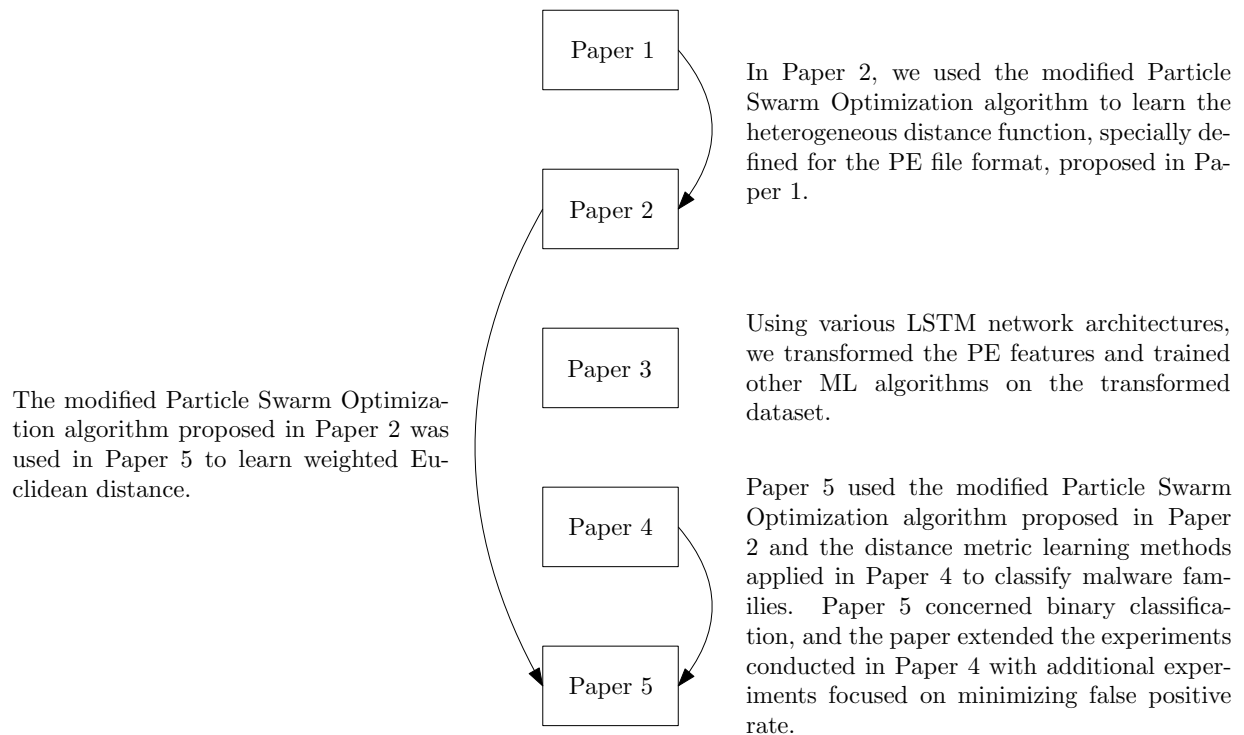 Paper 1
In Paper 2, we used the modified Particle
Swarm Optimization algorithm to learn the
heterogeneous distance function, specially de-
fined for the PE file format, proposed in Pa-
per 1.
Paper 2
Paper 3
Using various LSTM network architectures,
we transformed the PE features and trained
other ML algorithms on the transformed
dataset.
The modified Particle Swarm Optimiza-
tion algorithm proposed in Paper 2 was
used in Paper 5 to learn weighted Eu-
clidean distance.
Paper 4
Paper 5 used the modified Particle Swarm
Optimization algorithm proposed in Paper
2 and the distance metric learning methods
applied in Paper 4 to classify malware fam-
ilies. Paper 5 concerned binary classifica-
tion, and the paper extended the experiments
conducted in Paper 4 with additional exper-
iments focused on minimizing false positive
rate.
Paper 5